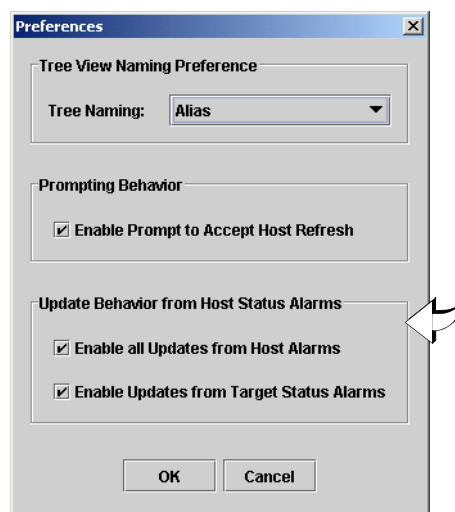 Preferences
Tree View Naming Preference
Tree Naming: Alias
Prompting Behavior
Enable Prompt to Accept Host Refresh
Update Behavior from Host Status Alarms
Enable all Updates from Host Alarms
Enable Updates from Target Status Alarms
OK Cancel